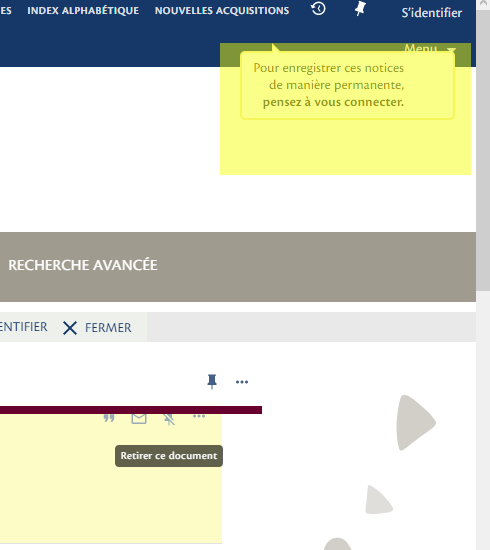 ES INDEX ALPHABÉTIQUE NOUVELLES ACQUISITIONS S'identifier
Menu
Pour enregistrer ces notices
de manière permanente,
pensez à vous connecter.
RECHERCHE AVANCÉE
ENTIFIER FERMER
Retirer ce document